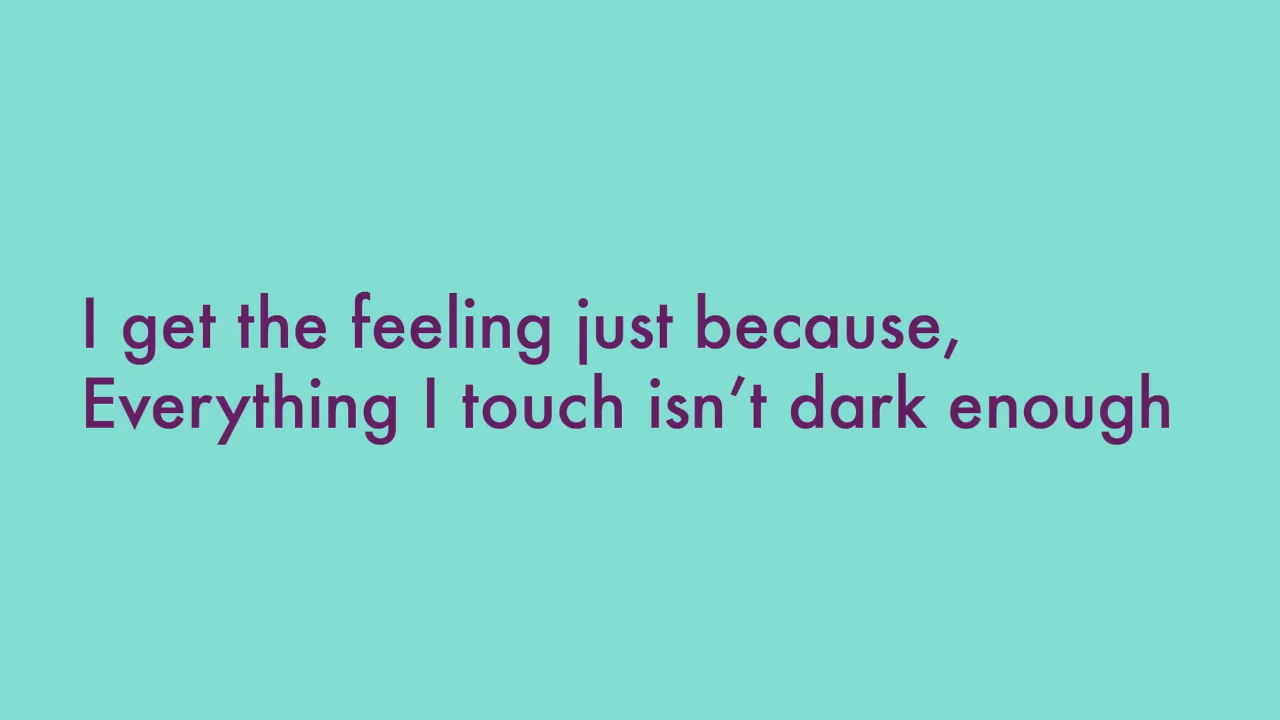 I get the feeling just because,
Everything I touch isn’t dark enough